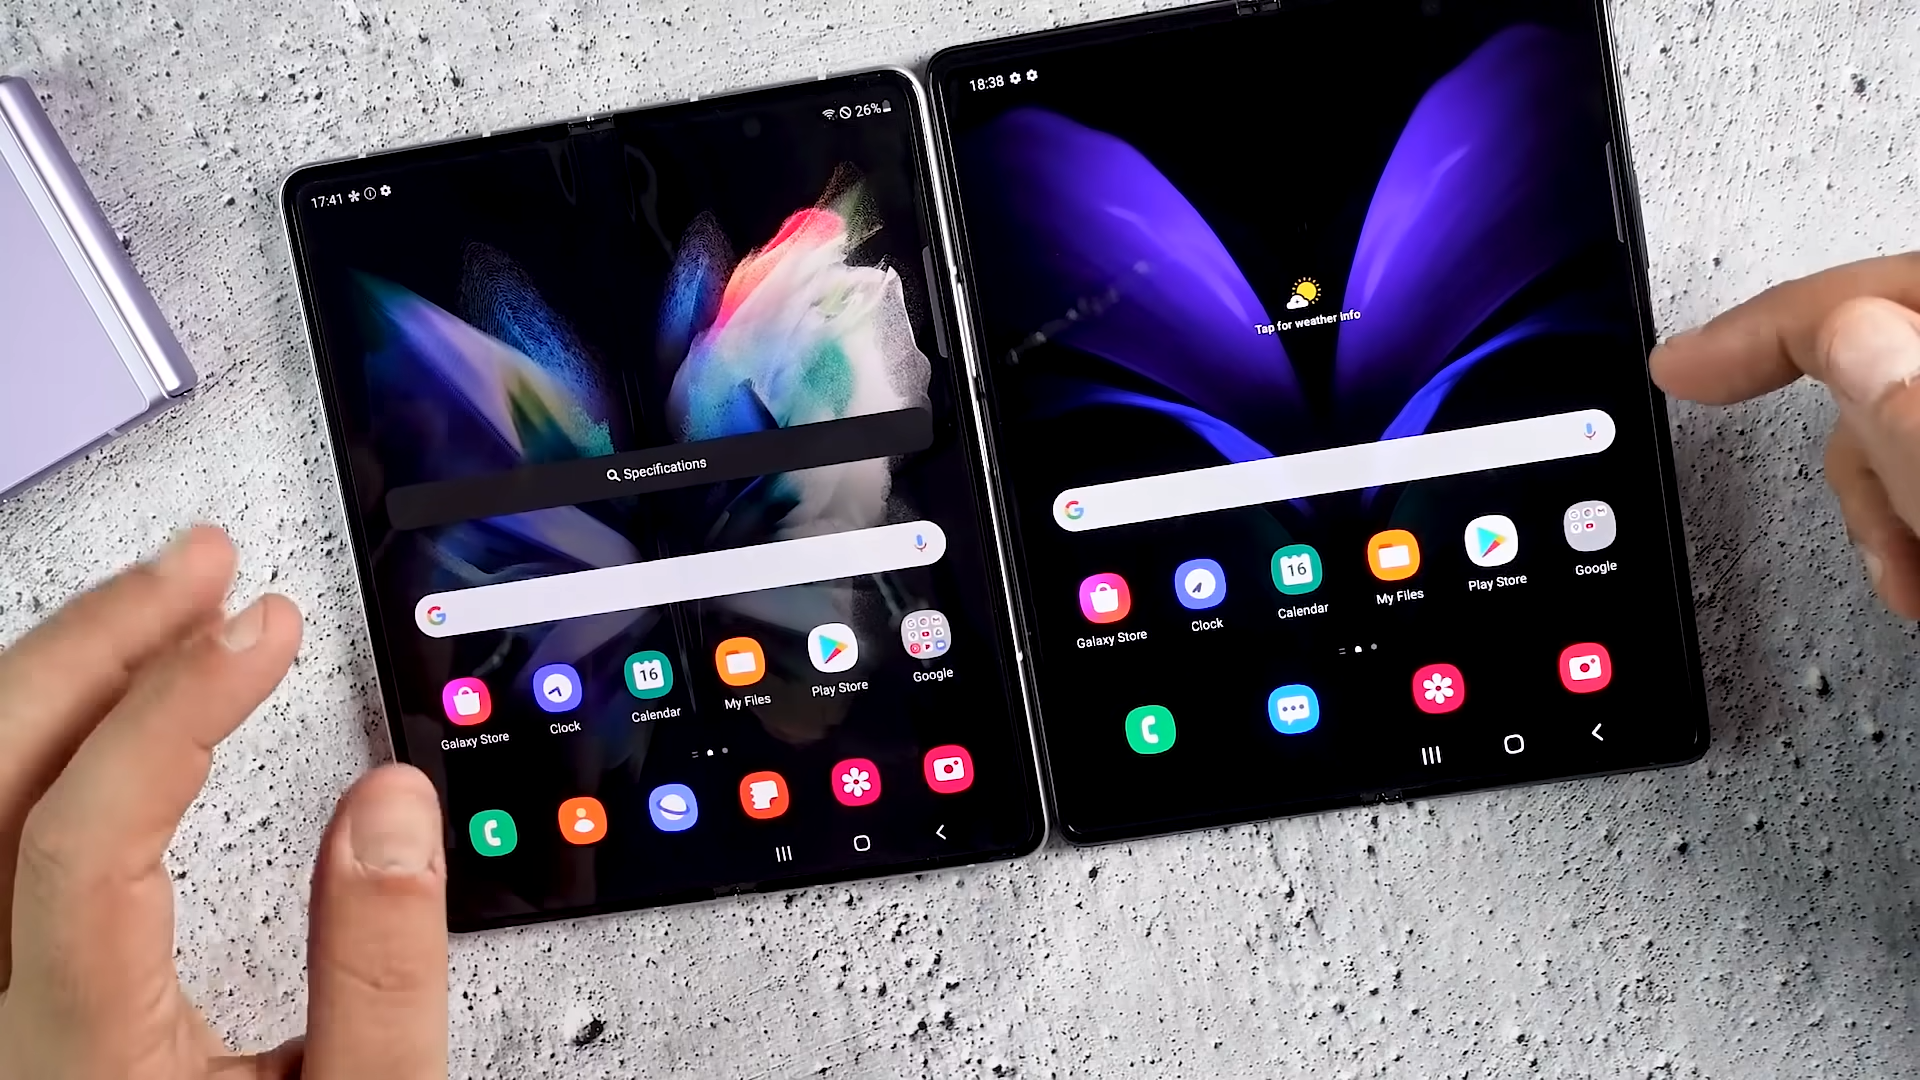 17:41
26%
Specifications
G
Galaxy Store
Clock
16
Calendar
My Files
Play Store
Google
18:38
Tap for weather info
G
Galaxy Store
Clock
16
Calendar
My Files
Play Store
Google